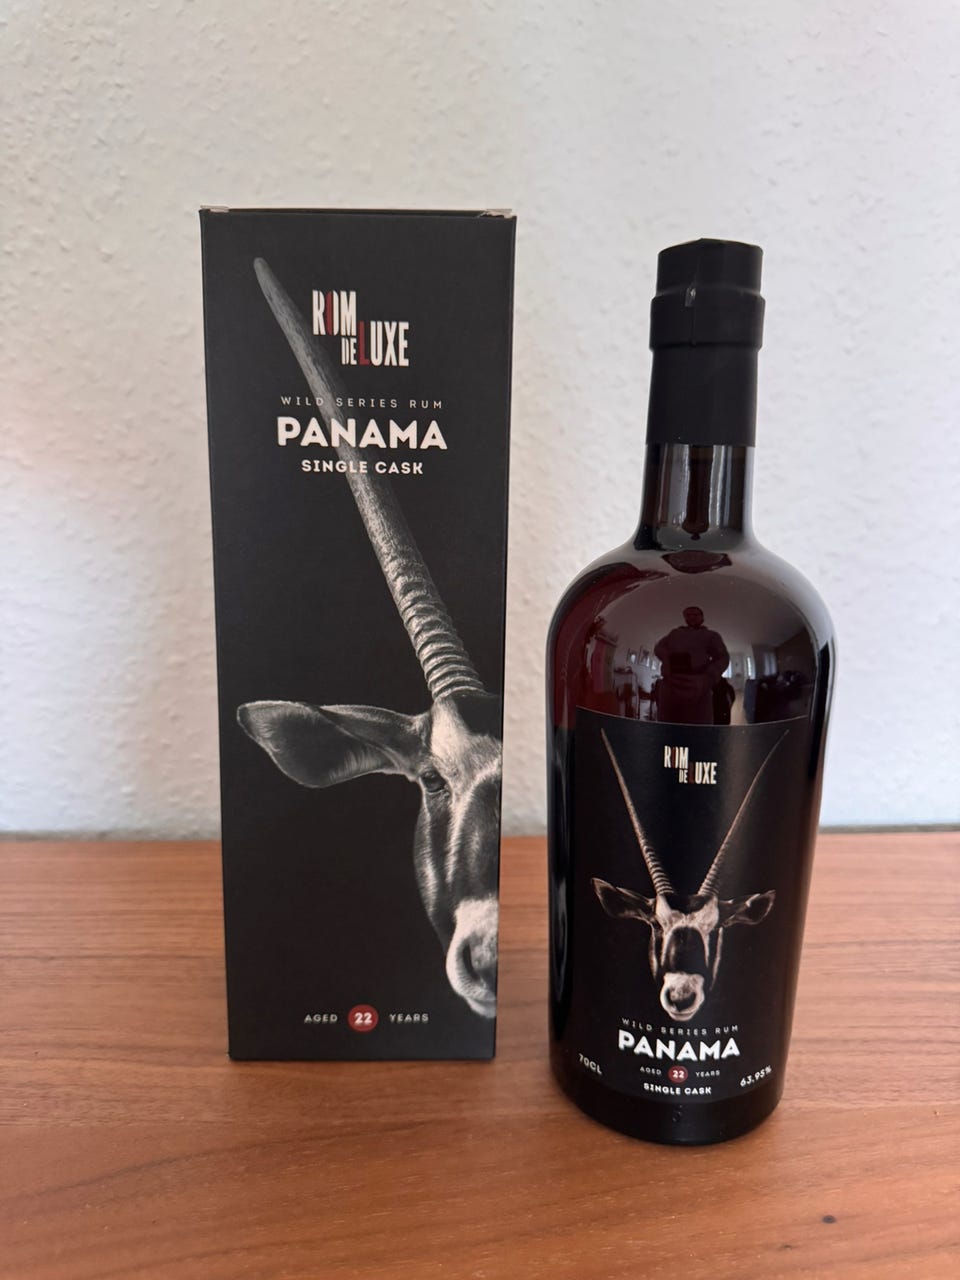 ROM
DE LUXE
WILD SERIES RUM
PANAMA
SINGLE CASK
AGED 22 YEARS
ROM
DE LUXE
WILD SERIES RUM
PANAMA
AGED 22 YEARS
70CL
63.95%
SINGLE CASK